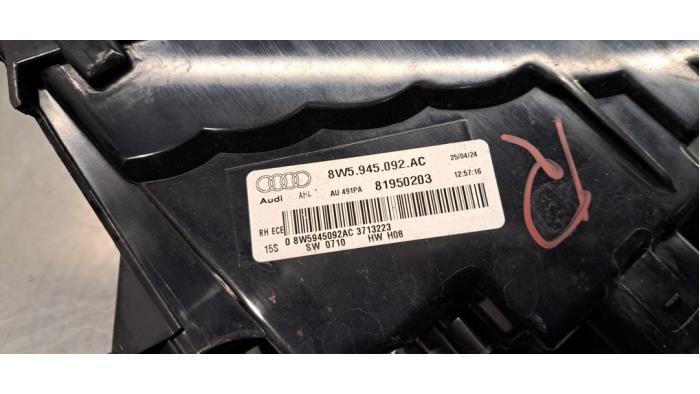 8W5.945.092.AC 25/04/24
Audi AHL AU 491PA 81950203 12:57:16
RH ECE
15S 0 8W5945092AC 3713223
SW 0710 HW H08